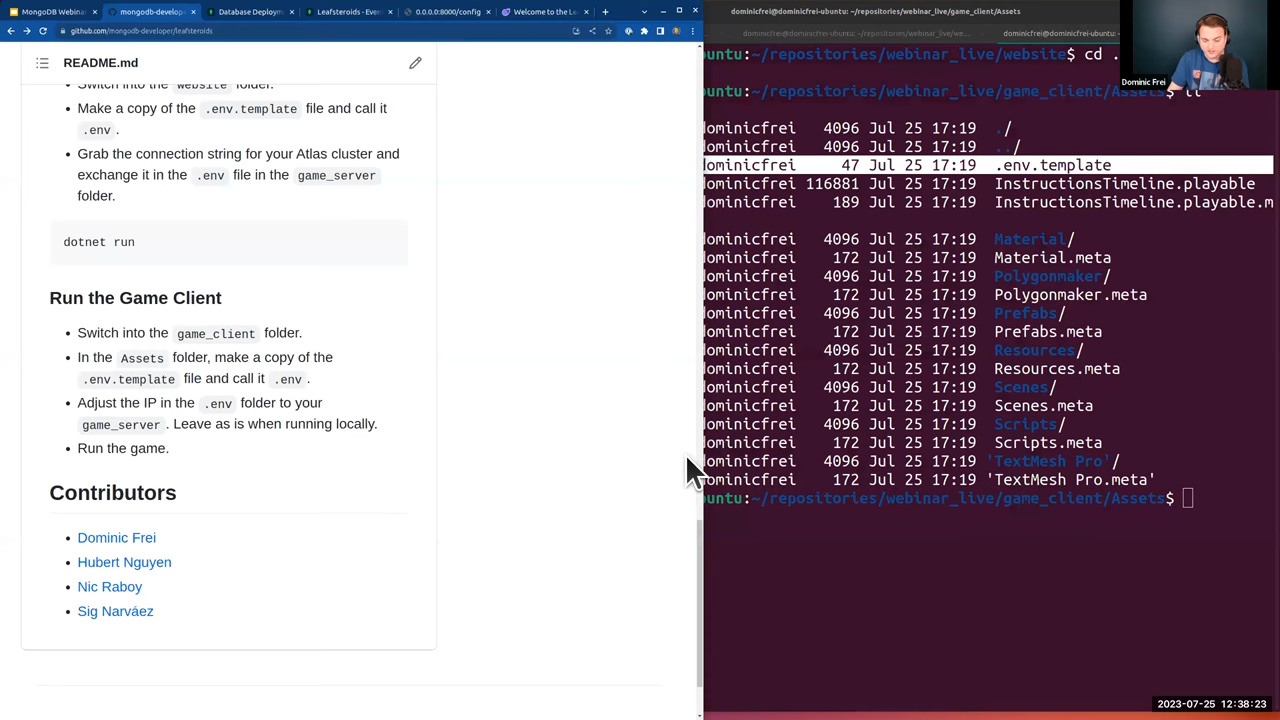 MongoDB Webinar
mongodb-develope
Database Deploym
Leafsteroids - Even
0.0.0.0:8000/config
Welcome to the Le
github.com/mongodb-developer/leafsteroids
README.md
Switch into the website folder.
Make a copy of the .env.template file and call it
.env .
Grab the connection string for your Atlas cluster and
exchange it in the .env file in the game_server
folder.
dotnet run
Run the Game Client
Switch into the game_client folder.
In the Assets folder, make a copy of the
.env.template file and call it .env .
Adjust the IP in the .env folder to your
game_server . Leave as is when running locally.
Run the game.
Contributors
Dominic Frei
Hubert Nguyen
Nic Raboy
Sig Narváez
dominicfrei@dominicfrei-ubuntu: ~/repositories/webinar_live/game_client/Assets
dominicfrei@dominicfrei-ubuntu: ~/repositories/webinar_live/we...
dominicfrei@dominicfrei-ubuntu: ~/repositories/web
ubuntu:~/repositories/webinar_live/website$ cd .
ubuntu:~/repositories/webinar_live/game_client/Assets$ ll
dominicfrei 4096 Jul 25 17:19 ./
dominicfrei 4096 Jul 25 17:19 ../
dominicfrei 47 Jul 25 17:19 .env.template
dominicfrei 116881 Jul 25 17:19 InstructionsTimeline.playable
dominicfrei 189 Jul 25 17:19 InstructionsTimeline.playable.m
dominicfrei 4096 Jul 25 17:19 Material/
dominicfrei 172 Jul 25 17:19 Material.meta
dominicfrei 4096 Jul 25 17:19 Polygonmaker/
dominicfrei 172 Jul 25 17:19 Polygonmaker.meta
dominicfrei 4096 Jul 25 17:19 Prefabs/
dominicfrei 172 Jul 25 17:19 Prefabs.meta
dominicfrei 4096 Jul 25 17:19 Resources/
dominicfrei 172 Jul 25 17:19 Resources.meta
dominicfrei 4096 Jul 25 17:19 Scenes/
dominicfrei 172 Jul 25 17:19 Scenes.meta
dominicfrei 4096 Jul 25 17:19 Scripts/
dominicfrei 172 Jul 25 17:19 Scripts.meta
dominicfrei 4096 Jul 25 17:19 'TextMesh Pro'/
dominicfrei 172 Jul 25 17:19 'TextMesh Pro.meta'
ubuntu:~/repositories/webinar_live/game_client/Assets$
Dominic Frei
2023-07-25 12:38:23